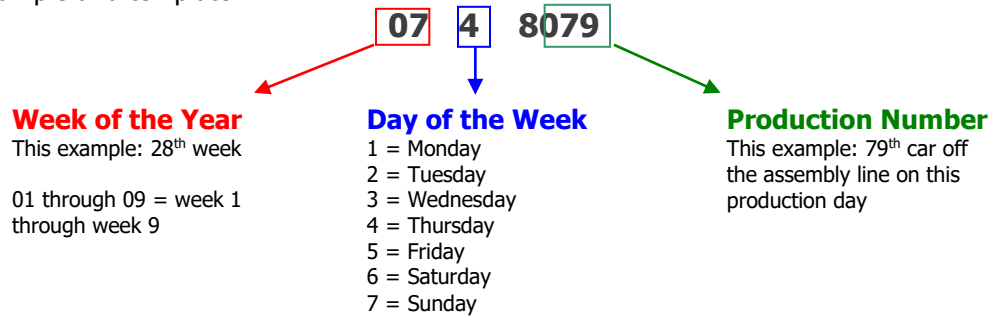 07 4 8079
Week of the Year
This example: 28th week
01 through 09 = week 1
through week 9
Day of the Week
1 = Monday
2 = Tuesday
3 = Wednesday
4 = Thursday
5 = Friday
6 = Saturday
7 = Sunday
Production Number
This example: 79th car off
the assembly line on this
production day